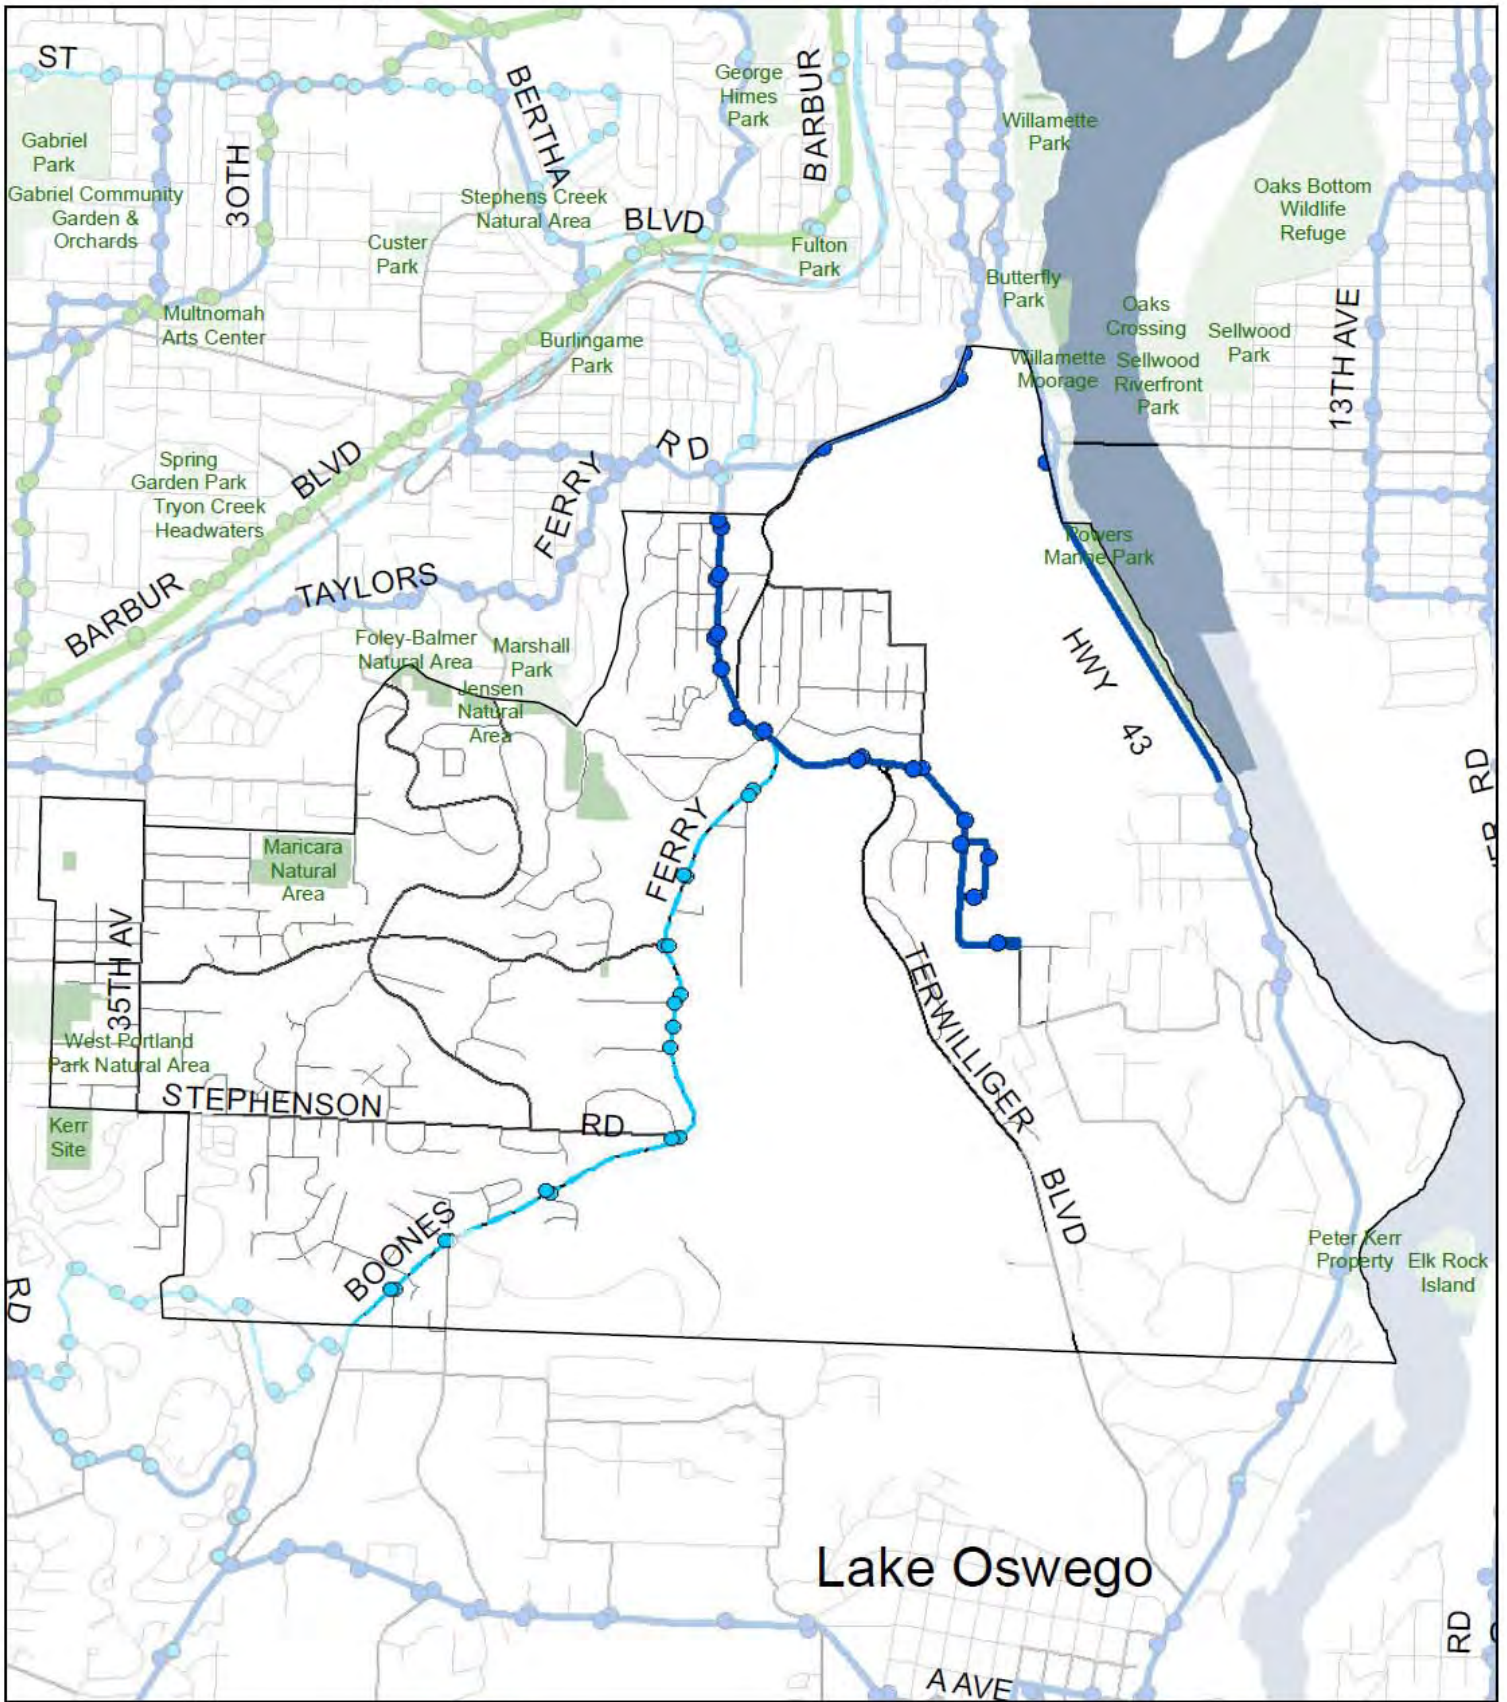 ST
BERTHA
George
Himes
Park
BARBUR
Willamette
Park
Gabriel
Park
3OTH
Gabriel Community
Garden &
Orchards
Stephens Creek
Natural Area
BLVD
Custer
Park
Fulton
Park
Oaks Bottom
Wildlife
Refuge
Butterfly
Park
Oaks
Crossing
Sellwood
Park
13TH AVE
Multnomah
Arts Center
Burlingame
Park
Willamette
Moorage
Sellwood
Riverfront
Park
RD
Spring
Garden Park
Tryon Creek
Headwaters
BLVD
FERRY
Powers
Marine Park
TAYLORS
BARBUR
Foley-Balmer
Natural Area
Marshall
Park
Jensen
Natural
Area
HWY
43
RD
Maricara
Natural
Area
FERRY
35TH AV
TERWILLIGER
West Portland
Park Natural Area
STEPHENSON
RD
Kerr
Site
BLVD
BOONES
Peter Kerr
Property
Elk Rock
Island
RD
Lake Oswego
RD
A AVE